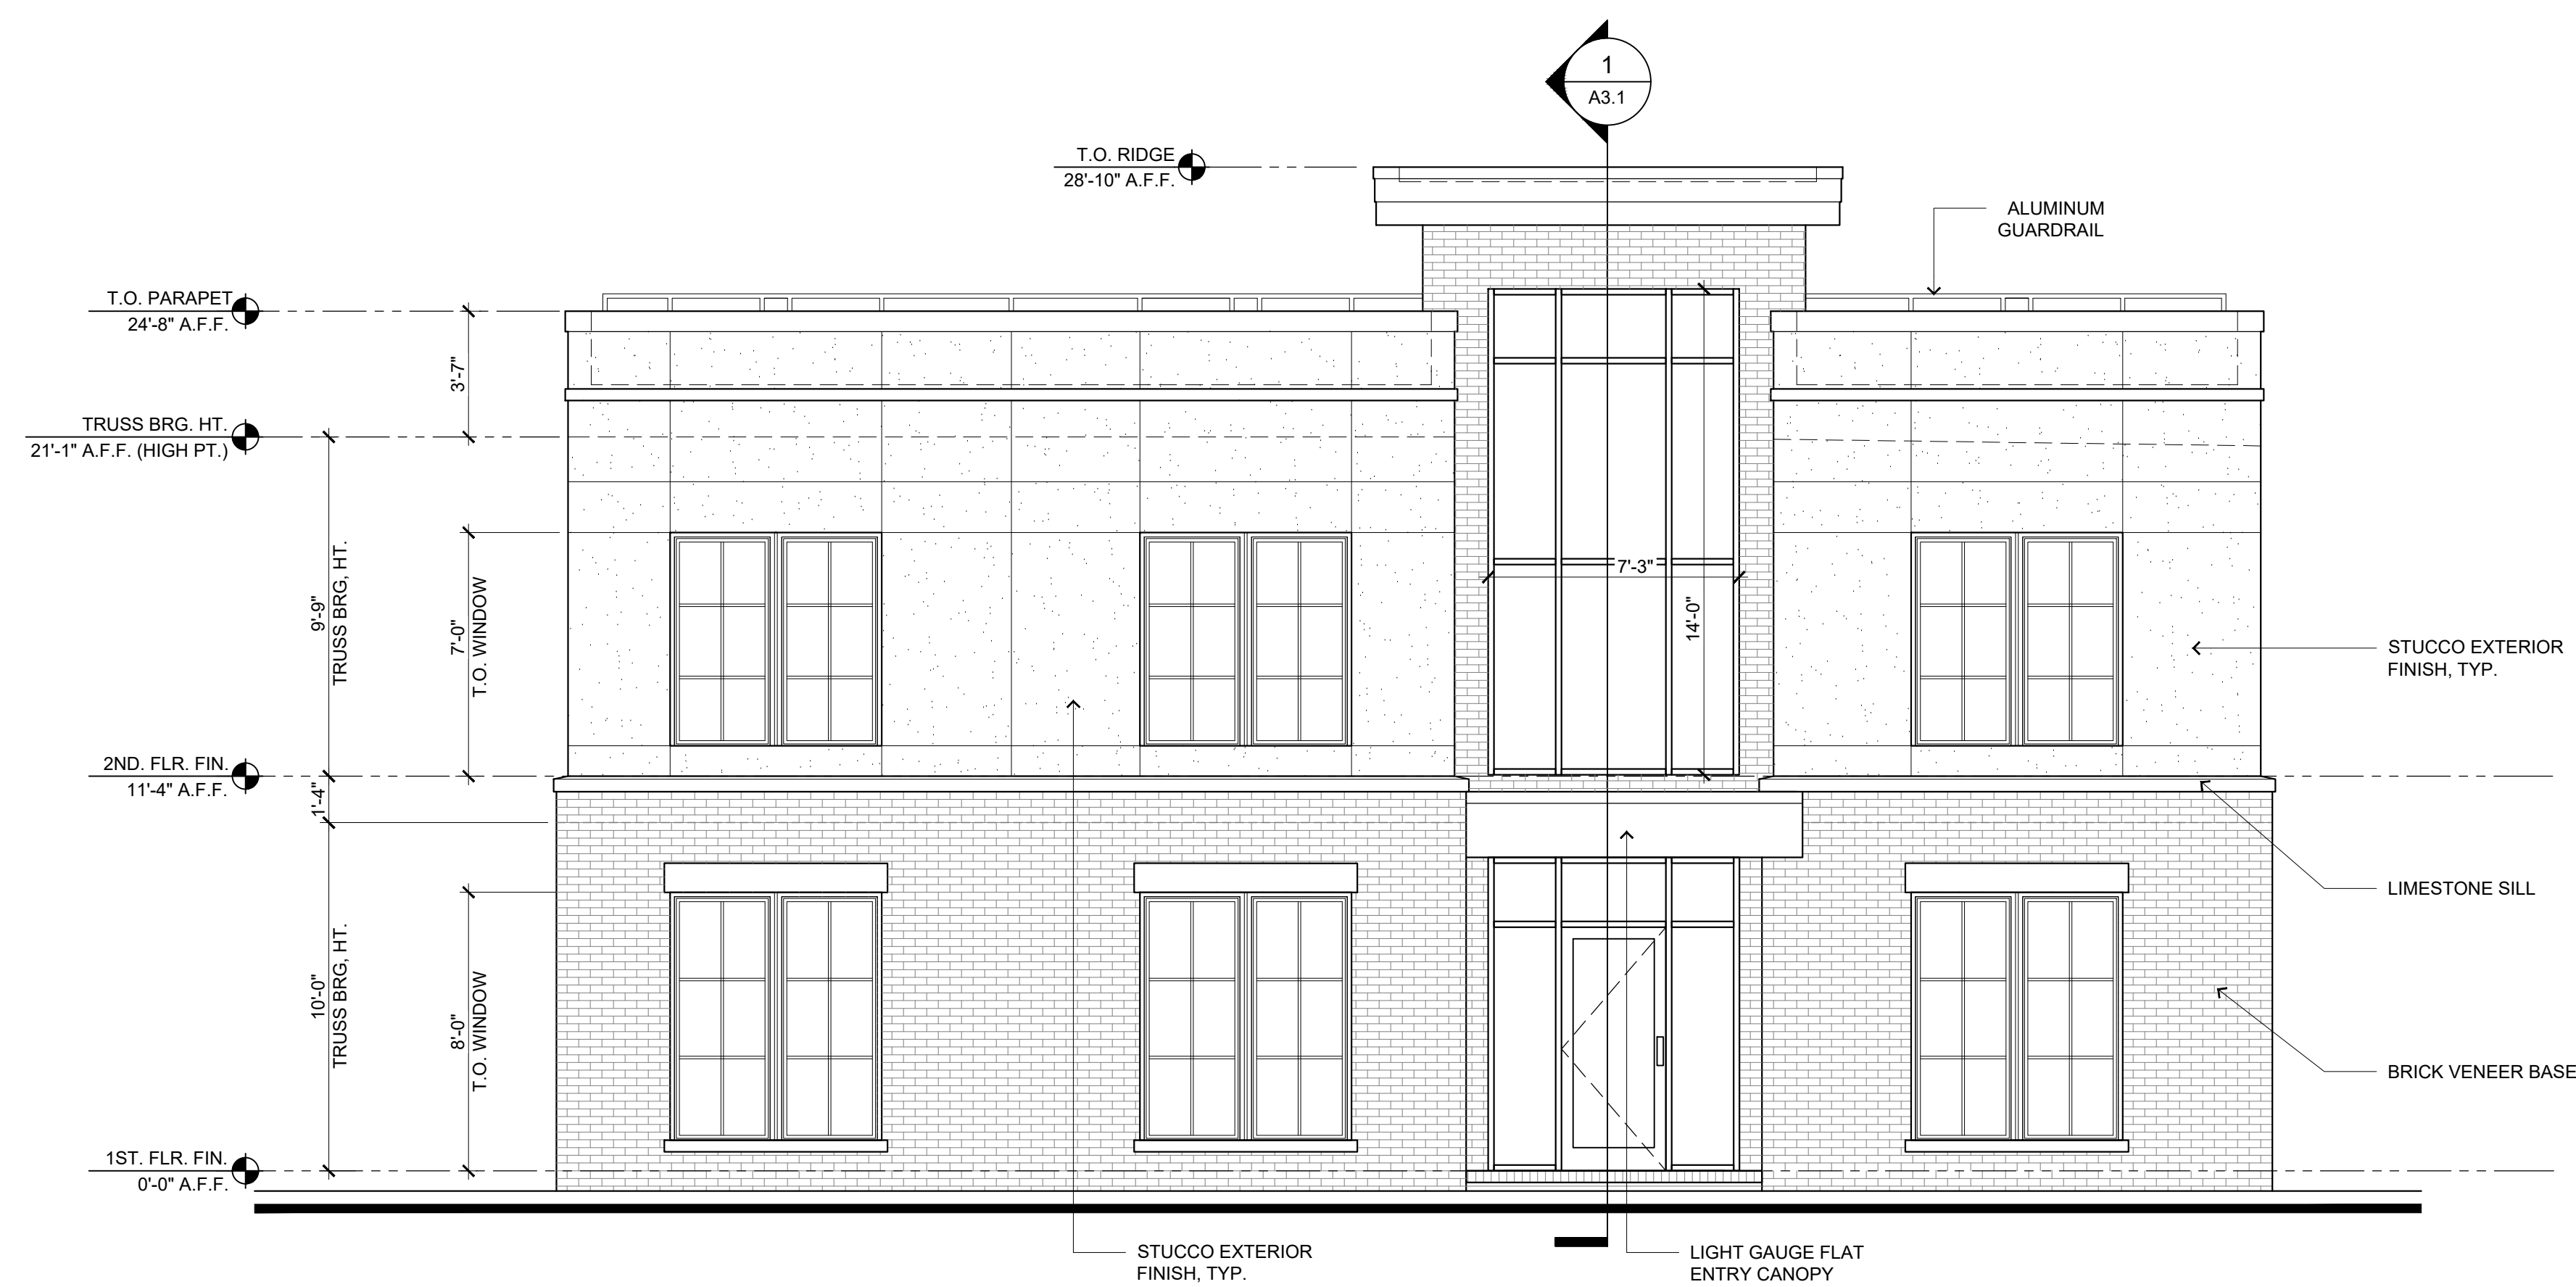 1
A3.1
T.O. RIDGE
28'-10" A.F.F.
ALUMINUM
GUARDRAIL
T.O. PARAPET
24'-8" A.F.F.
3'-7"
TRUSS BRG. HT.
21'-1" A.F.F. (HIGH PT.)
9'-9"
TRUSS BRG, HT.
7'-0"
T.O. WINDOW
7'-3"
14'-0"
STUCCO EXTERIOR
FINISH, TYP.
2ND. FLR. FIN.
11'-4" A.F.F.
1'-4"
LIMESTONE SILL
10'-0"
TRUSS BRG, HT.
8'-0"
T.O. WINDOW
BRICK VENEER BASE
1ST. FLR. FIN.
0'-0" A.F.F.
STUCCO EXTERIOR
FINISH, TYP.
LIGHT GAUGE FLAT
ENTRY CANOPY